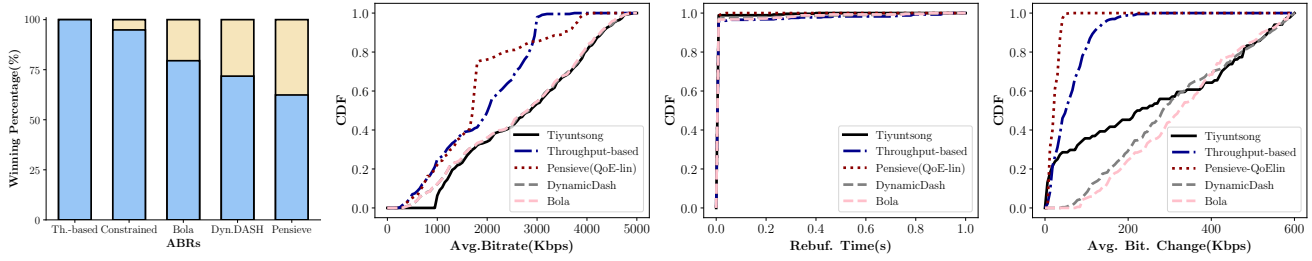 Winning Percentage(%)
100
75
25
0
Th.-based Constrained Bola Dyn.DASH Pensieve
ABRs
CDF
1.0
0.8
0.6
0.4
0.2
0.0
Tiyuntsong
Throughput-based
Pensieve(QoE-lin)
DynamicDash
Bola
0 1000 2000 3000 4000 5000
Avg.Bitrate(Kbps)
CDF
1.0
0.8
0.6
0.4
0.2
0.0
Tiyuntsong
Throughput-based
Pensieve(QoE-lin)
DynamicDash
Bola
0.0 0.2 0.4 0.6 0.8 1.0
Rebuf. Time(s)
CDF
1.0
0.8
0.6
0.4
0.2
0.0
Tiyuntsong
Throughput-based
Pensieve-QoElin
DynamicDash
Bola
0 200 400 600
Avg. Bit. Change(Kbps)